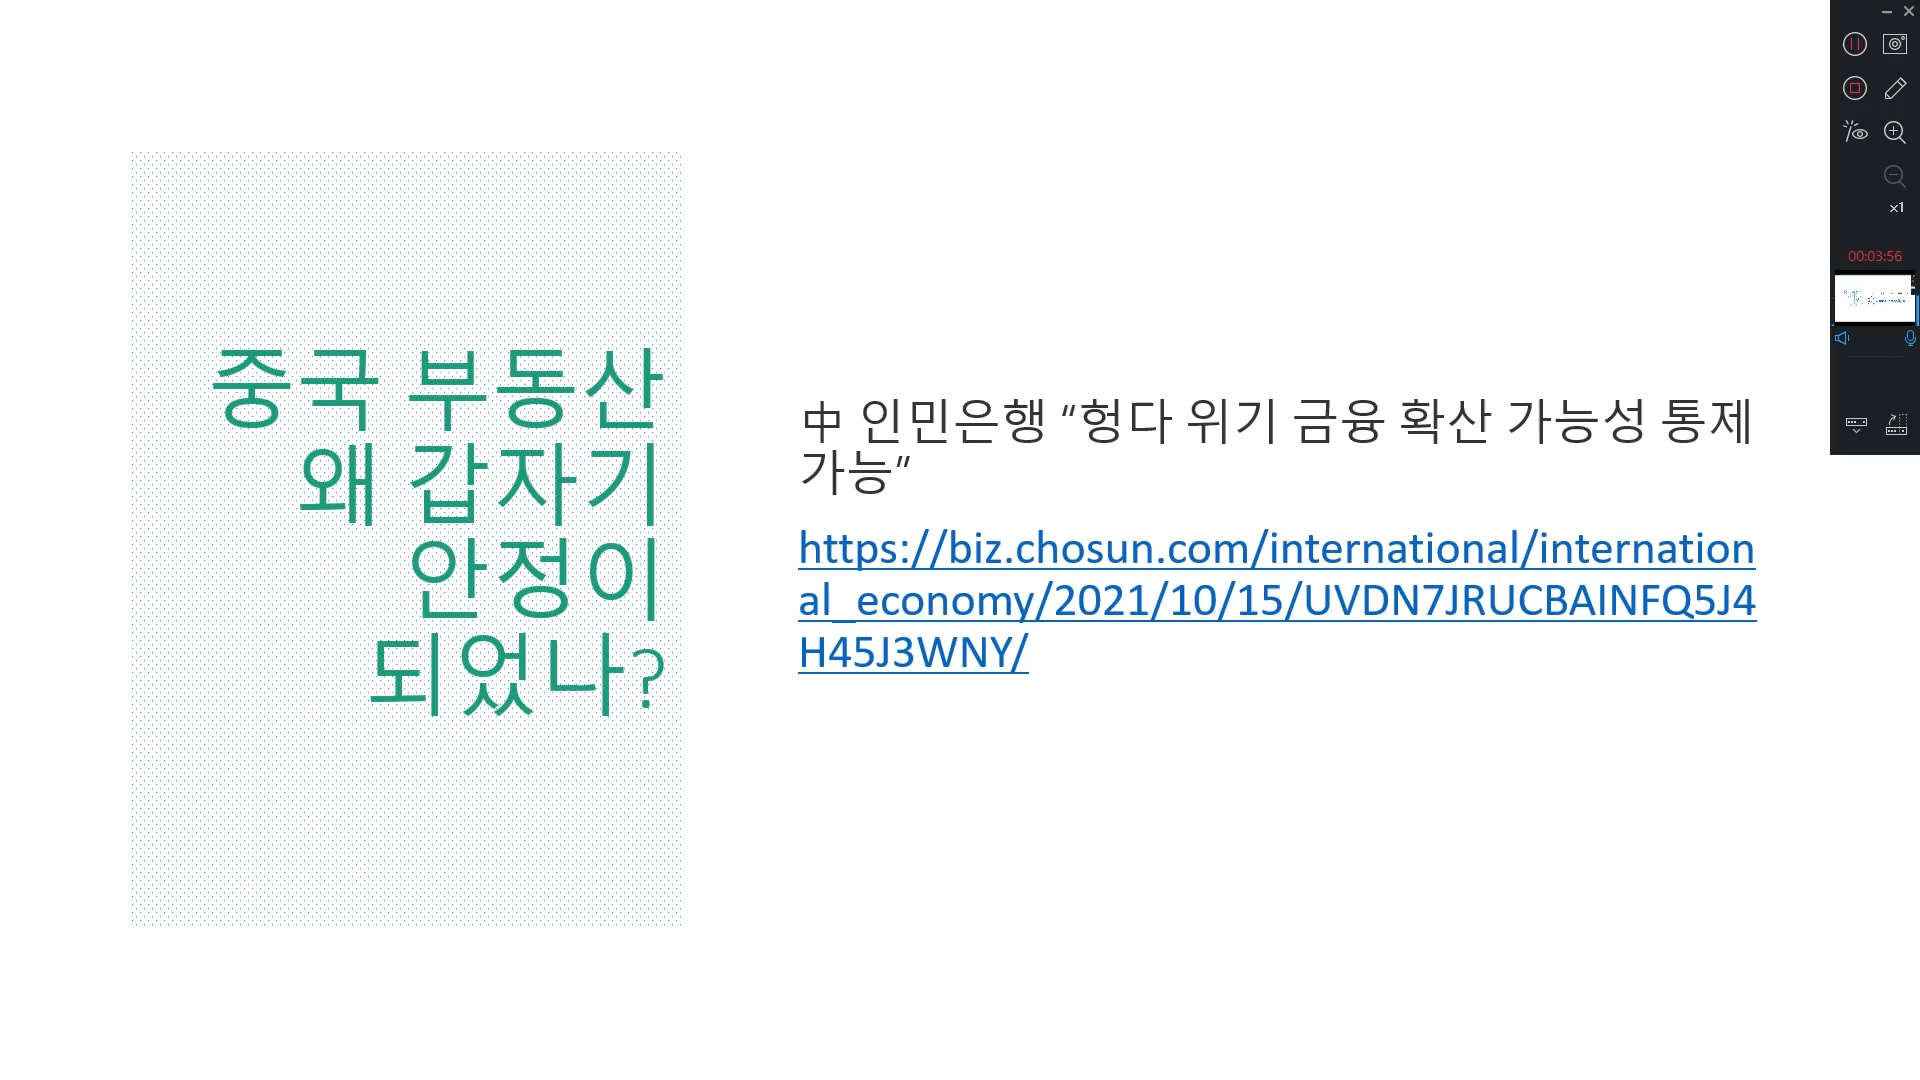 중국 부동산
왜 갑자기
안정이
되었나?
中 인민은행 “헝다 위기 금융 확산 가능성 통제
가능”
https://biz.chosun.com/international/internation
al_economy/2021/10/15/UVDN7JRUCBAINFQ5J4
H45J3WNY/
x1
00:03:56